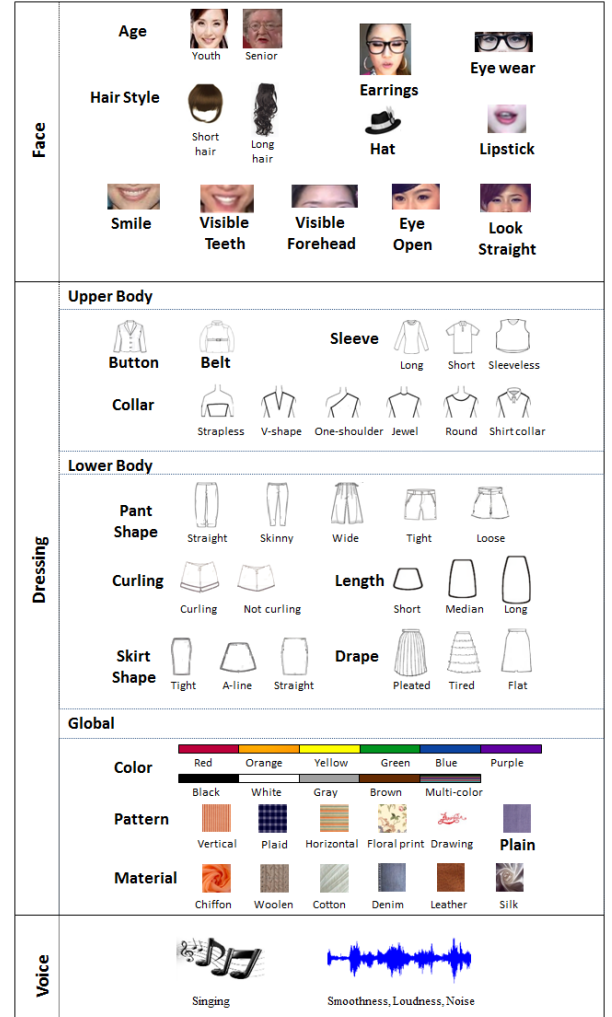 Face
Age
Youth
Senior
Earrings
Eye wear
Hair Style
Short
hair
Long
hair
Hat
Lipstick
Smile
Visible
Teeth
Visible
Forehead
Eye
Open
Look
Straight
Dressing
Upper Body
Button
Belt
Sleeve
Long
Short
Sleeveless
Collar
Strapless
V-shape
One-shoulder
Jewel
Round
Shirt collar
Lower Body
Pant
Shape
Straight
Skinny
Wide
Tight
Loose
Curling
Curling
Not curling
Length
Short
Median
Long
Skirt
Shape
Tight
A-line
Straight
Drape
Pleated
Tired
Flat
Global
Color
Red
Orange
Yellow
Green
Blue
Purple
Black
White
Gray
Brown
Multi-color
Pattern
Vertical
Plaid
Horizontal
Floral print
Drawing
Plain
Material
Chiffon
Woolen
Cotton
Denim
Leather
Silk
Voice
Singing
Smoothness, Loudness, Noise